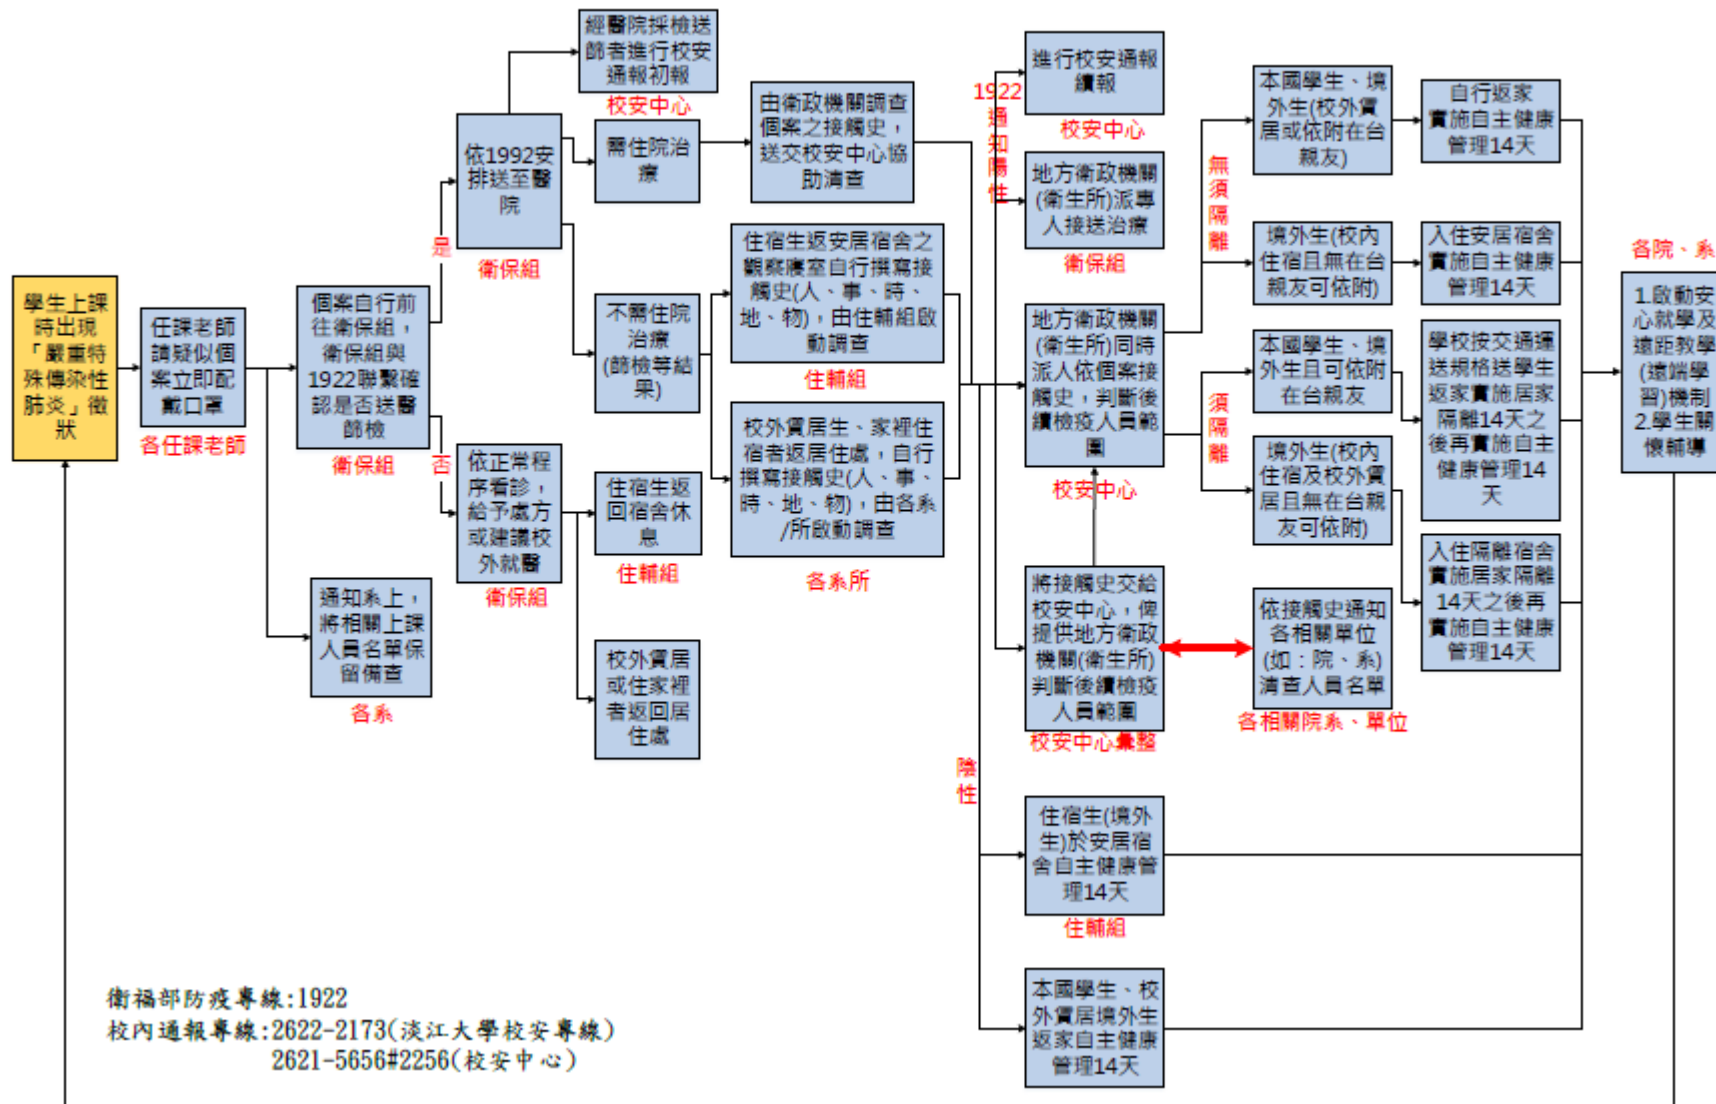 學生上課
時出現
「嚴重特
殊傳染性
肺炎」徵
狀
任課老師
請疑似個
案立即配
戴口罩
各任課老師
個案自行前
往衛保組，
衛保組與
1922聯繫確
認是否送醫
篩檢
衛保組
通知系上，
將相關上課
人員名單保
留備查
各系
是
否
依1992安
排送至醫
院
衛保組
依正常程
序看診，
給予處方
或建議校
外就醫
衛保組
經醫院採檢送
篩者進行校安
通報初報
校安中心
需住院治
療
不需住院
治療
(篩檢等結
果)
住宿生返
回宿舍休
息
住輔組
校外賃居
或住家裡
者返回居
住處
由衛政機關調查
個案之接觸史，
送交校安中心協
助清查
住宿生返安居宿舍之
觀察寢室自行撰寫接
觸史(人、事、時、
地、物)，由住輔組啟
動調查
住輔組
校外賃居生、家裡住
宿者返居住處，自行
撰寫接觸史(人、事、
時、地、物)，由各系
/所啟動調查
各系所
1922
通
知
陽
性
陰
性
進行校安通報
續報
校安中心
地方衛政機關
(衛生所)派專
人接送治療
衛保組
地方衛政機關
(衛生所)同時
派人依個案接
觸史，判斷後
續檢疫人員範
圍
校安中心
將接觸史交給
校安中心，俾
提供地方衛政
機關(衛生所)
判斷後續檢疫
人員範圍
校安中心彙整
住宿生(境外
生)於安居宿
舍自主健康管
理14天
住輔組
本國學生、校
外賃居境外生
返家自主健康
管理14天
無
須
隔
離
須
隔
離
本國學生、境
外生(校外賃
居或依附在台
親友)
境外生(校內
住宿且無在台
親友可依附)
本國學生、境
外生且可依附
在台親友
境外生(校內
住宿及校外賃
居且無在台親
友可依附)
依接觸史通知
各相關單位
(如：院、系)
清查人員名單
各相關院系、單位
自行返家
實施自主健康
管理14天
入住安居宿舍
實施自主健康
管理14天
學校按交通運
送規格送學生
返家實施居家
隔離14天之
後再實施自主
健康管理14
天
入住隔離宿舍
實施居家隔離
14天之後再
實施自主健康
管理14天
各院、系
1.啟動安
心就學及
遠距教學
(遠端學
習)機制
2.學生關
懷輔導
衛福部防疫專線:1922
校內通報專線:2622-2173(淡江大學校安專線)
2621-5656#2256(校安中心)